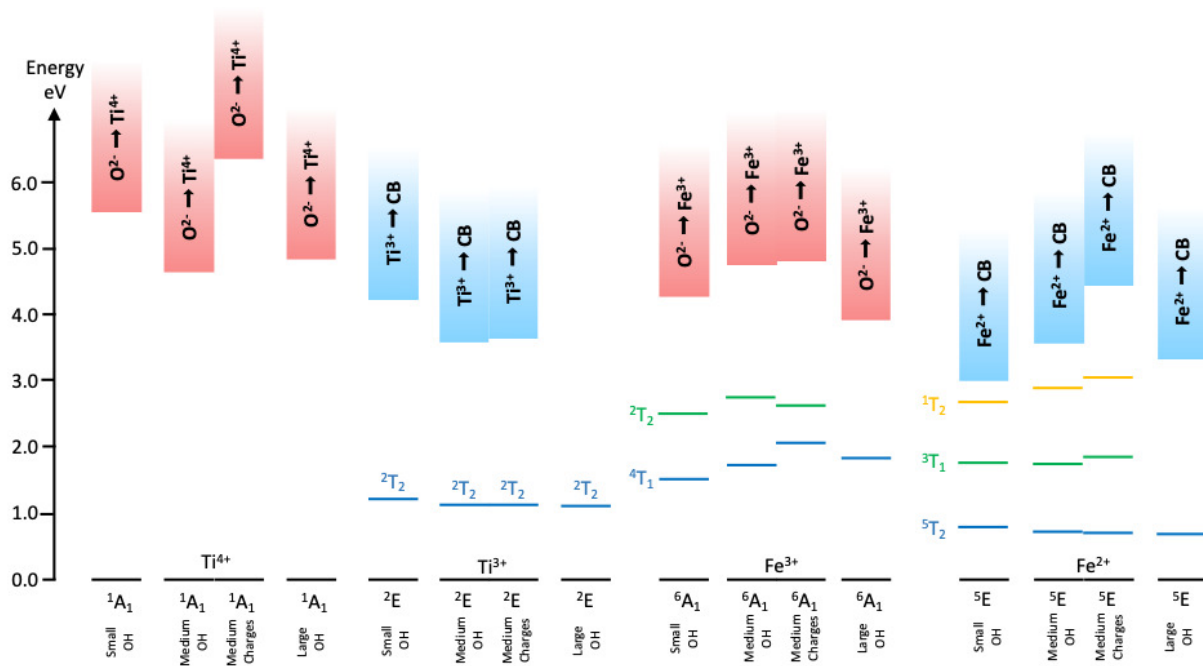 Energy
eV
6.0
5.0
4.0
3.0
2.0
1.0
0.0
O²⁻ → Ti⁴⁺
O²⁻ → Ti⁴⁺
O²⁻ → Ti⁴⁺
O²⁻ → Ti⁴⁺
Ti⁴⁺
¹A₁
¹A₁
¹A₁
¹A₁
Small
OH
Medium
OH
Medium
Charges
Large
OH
Ti³⁺ → CB
Ti³⁺ → CB
Ti³⁺ → CB
²T₂
²T₂
²T₂
²T₂
Ti³⁺
²E
²E
²E
²E
Small
OH
Medium
OH
Medium
Charges
Large
OH
O²⁻ → Fe³⁺
O²⁻ → Fe³⁺
O²⁻ → Fe³⁺
O²⁻ → Fe³⁺
²T₂
⁴T₁
Fe³⁺
⁶A₁
⁶A₁
⁶A₁
⁶A₁
Small
OH
Medium
OH
Medium
Charges
Large
OH
Fe²⁺ → CB
Fe²⁺ → CB
Fe²⁺ → CB
Fe²⁺ → CB
¹T₂
³T₁
⁵T₂
Fe²⁺
⁵E
⁵E
⁵E
⁵E
Small
OH
Medium
OH
Medium
Charges
Large
OH